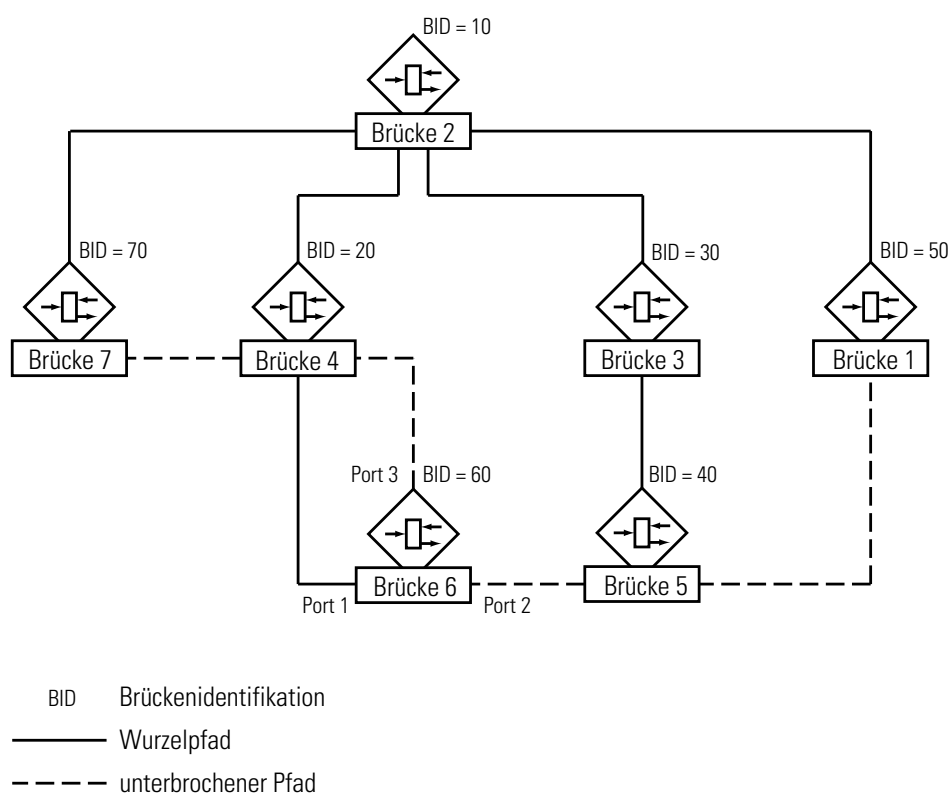 BID = 10
Brücke 2
BID = 70
BID = 20
BID = 30
BID = 50
Brücke 7
Brücke 4
Brücke 3
Brücke 1
Port 3
BID = 60
BID = 40
Brücke 6
Brücke 5
Port 1
Port 2
BID Brückenidentifikation
Wurzelpfad
unterbrochener Pfad